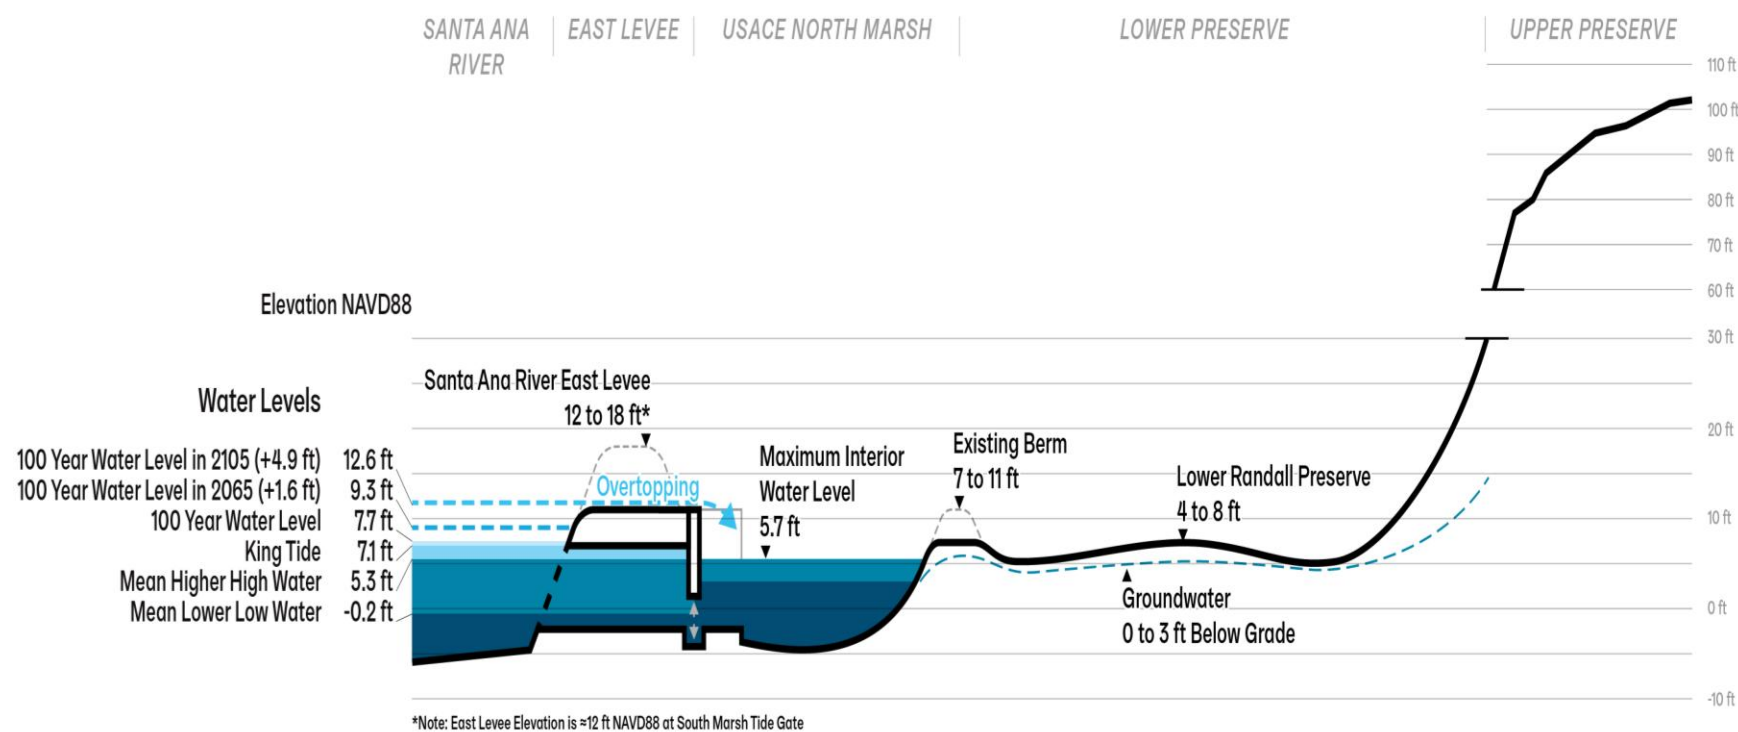 SANTA ANA
RIVER
EAST LEVEE
USACE NORTH MARSH
LOWER PRESERVE
UPPER PRESERVE
110 ft
100 ft
90 ft
80 ft
70 ft
60 ft
Elevation NAVD88
30 ft
Santa Ana River East Levee
12 to 18 ft*
Water Levels
20 ft
100 Year Water Level in 2105 (+4.9 ft) 12.6 ft
100 Year Water Level in 2065 (+1.6 ft) 9.3 ft
100 Year Water Level 7.7 ft
King Tide 7.1 ft
Mean Higher High Water 5.3 ft
Mean Lower Low Water -0.2 ft
Overtopping
Maximum Interior
Water Level
5.7 ft
Existing Berm
7 to 11 ft
Lower Randall Preserve
4 to 8 ft
10 ft
Groundwater
0 to 3 ft Below Grade
0 ft
-10 ft
*Note: East Levee Elevation is ≈12 ft NAVD88 at South Marsh Tide Gate